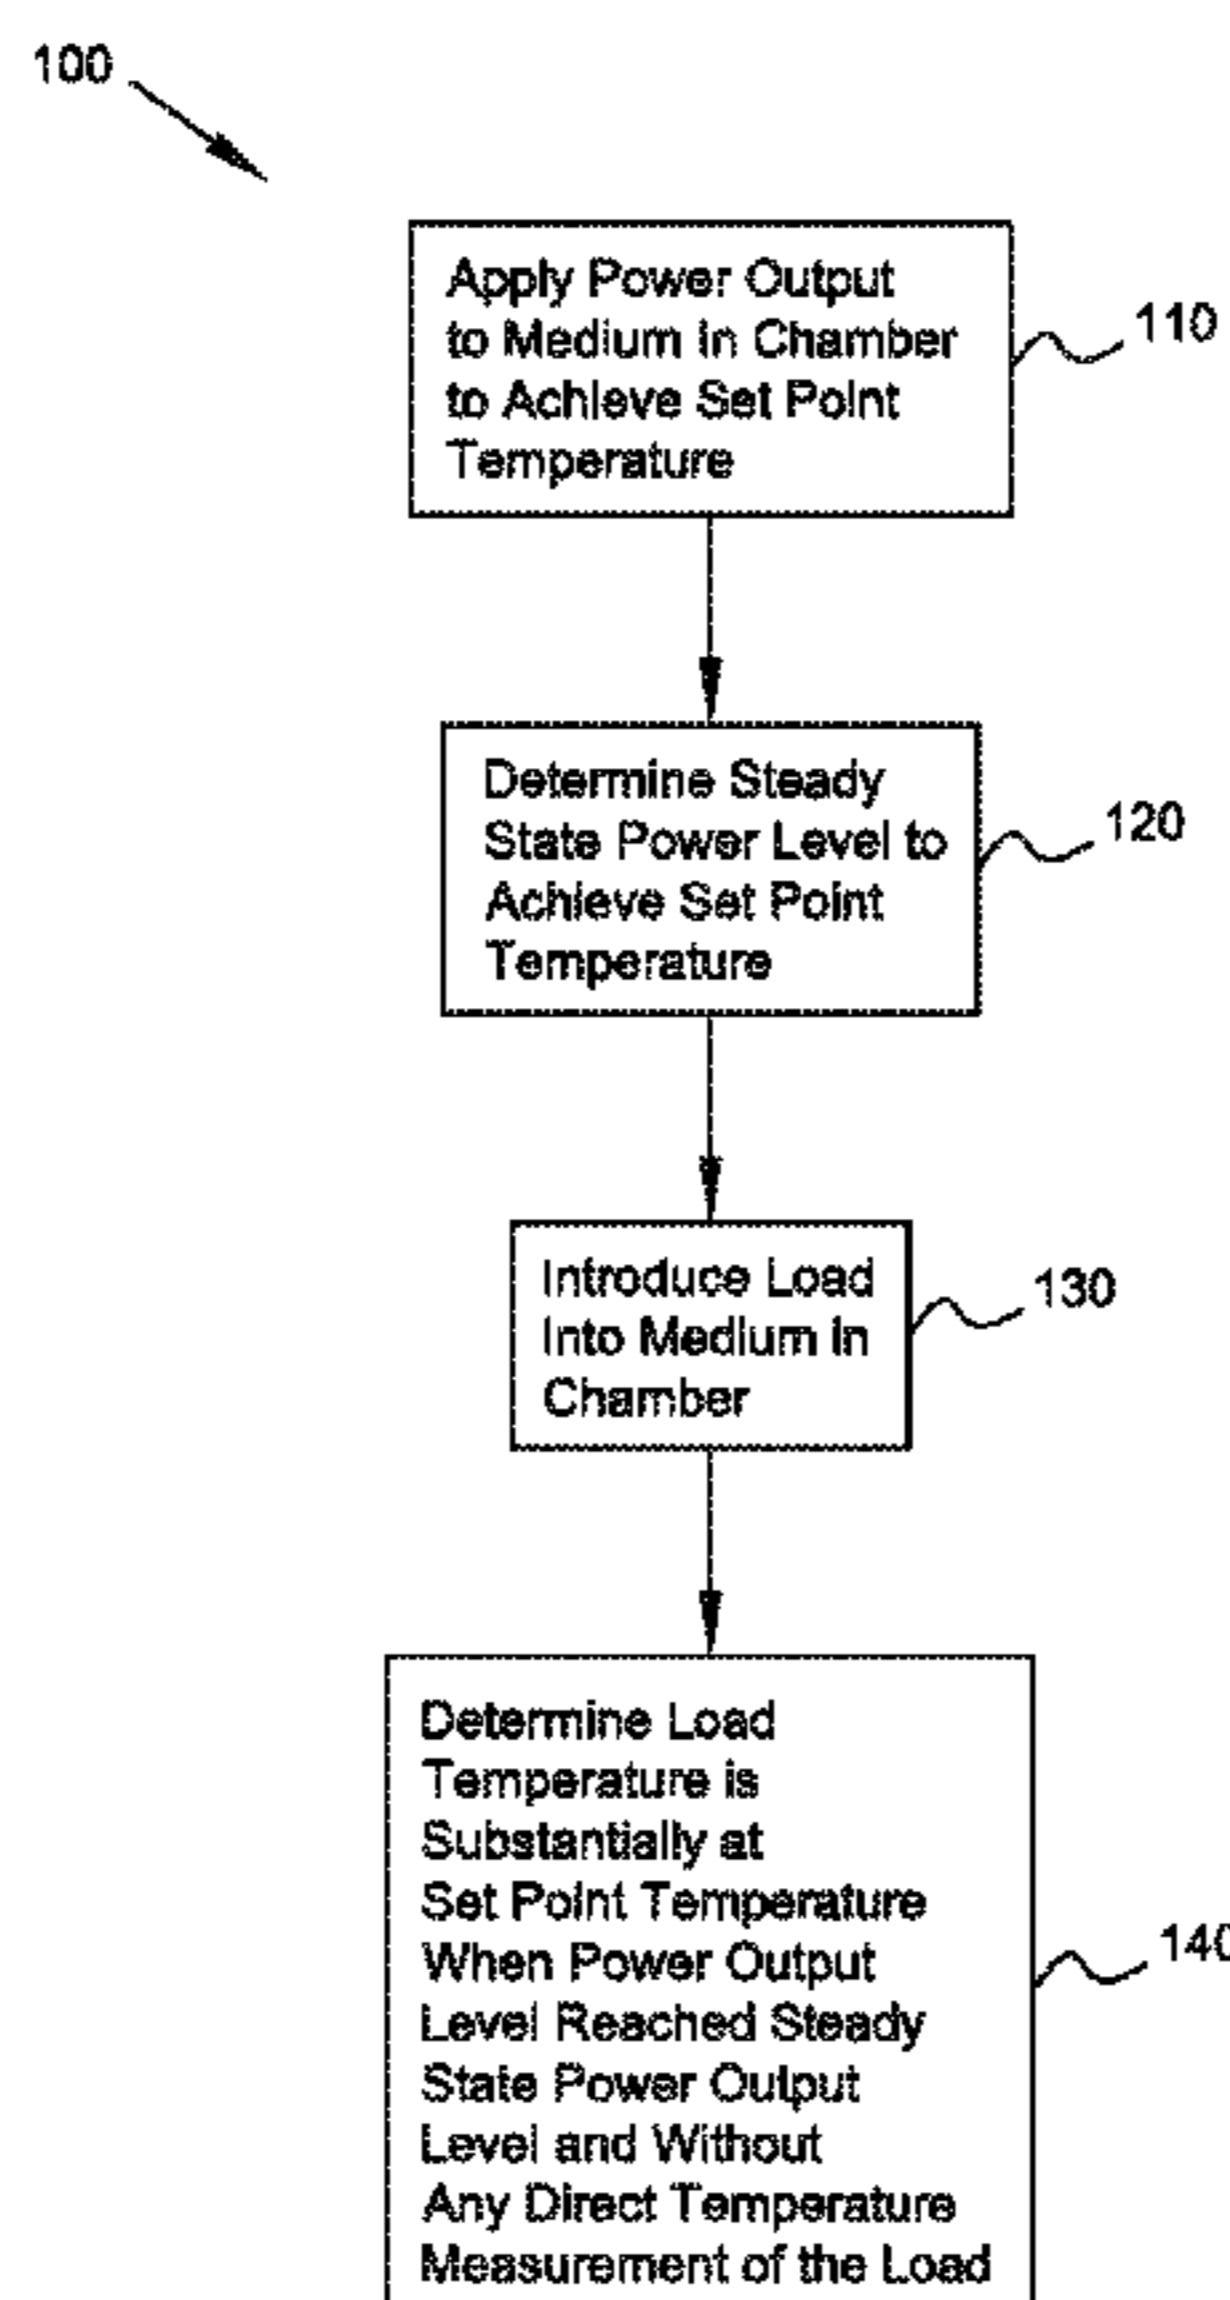 100
Apply Power Output
to Medium in Chamber
to Achieve Set Point
Temperature
110
Determine Steady
State Power Level to
Achieve Set Point
Temperature
120
Introduce Load
Into Medium in
Chamber
130
Determine Load
Temperature is
Substantially at
Set Point Temperature
When Power Output
Level Reached Steady
State Power Output
Level and Without
Any Direct Temperature
Measurement of the Load
140